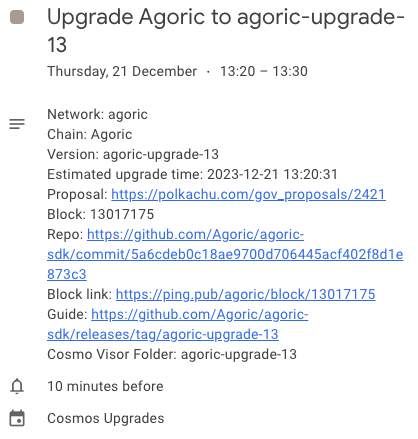 Upgrade Agoric to agoric-upgrade-
13
Thursday, 21 December · 13:20 – 13:30
Network: agoric
Chain: Agoric
Version: agoric-upgrade-13
Estimated upgrade time: 2023-12-21 13:20:31
Proposal: https://polkachu.com/gov_proposals/2421
Block: 13017175
Repo: https://github.com/Agoric/agoric-
sdk/commit/5a6cdeb0c18ae9700d706445acf402f8d1e
873c3
Block link: https://ping.pub/agoric/block/13017175
Guide: https://github.com/Agoric/agoric-
sdk/releases/tag/agoric-upgrade-13
Cosmo Visor Folder: agoric-upgrade-13
10 minutes before
Cosmos Upgrades